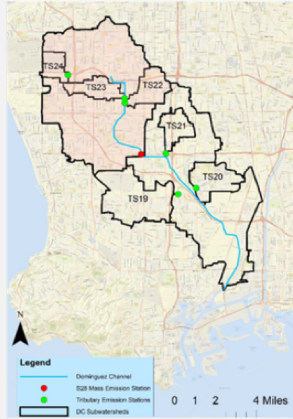 TS24
TS23
TS22
TS21
TS20
TS19
N
Legend
Dominguez Channel
S28 Mass Emission Station
Tributary Emission Stations
DC Subwatersheds
0 1 2 4 Miles